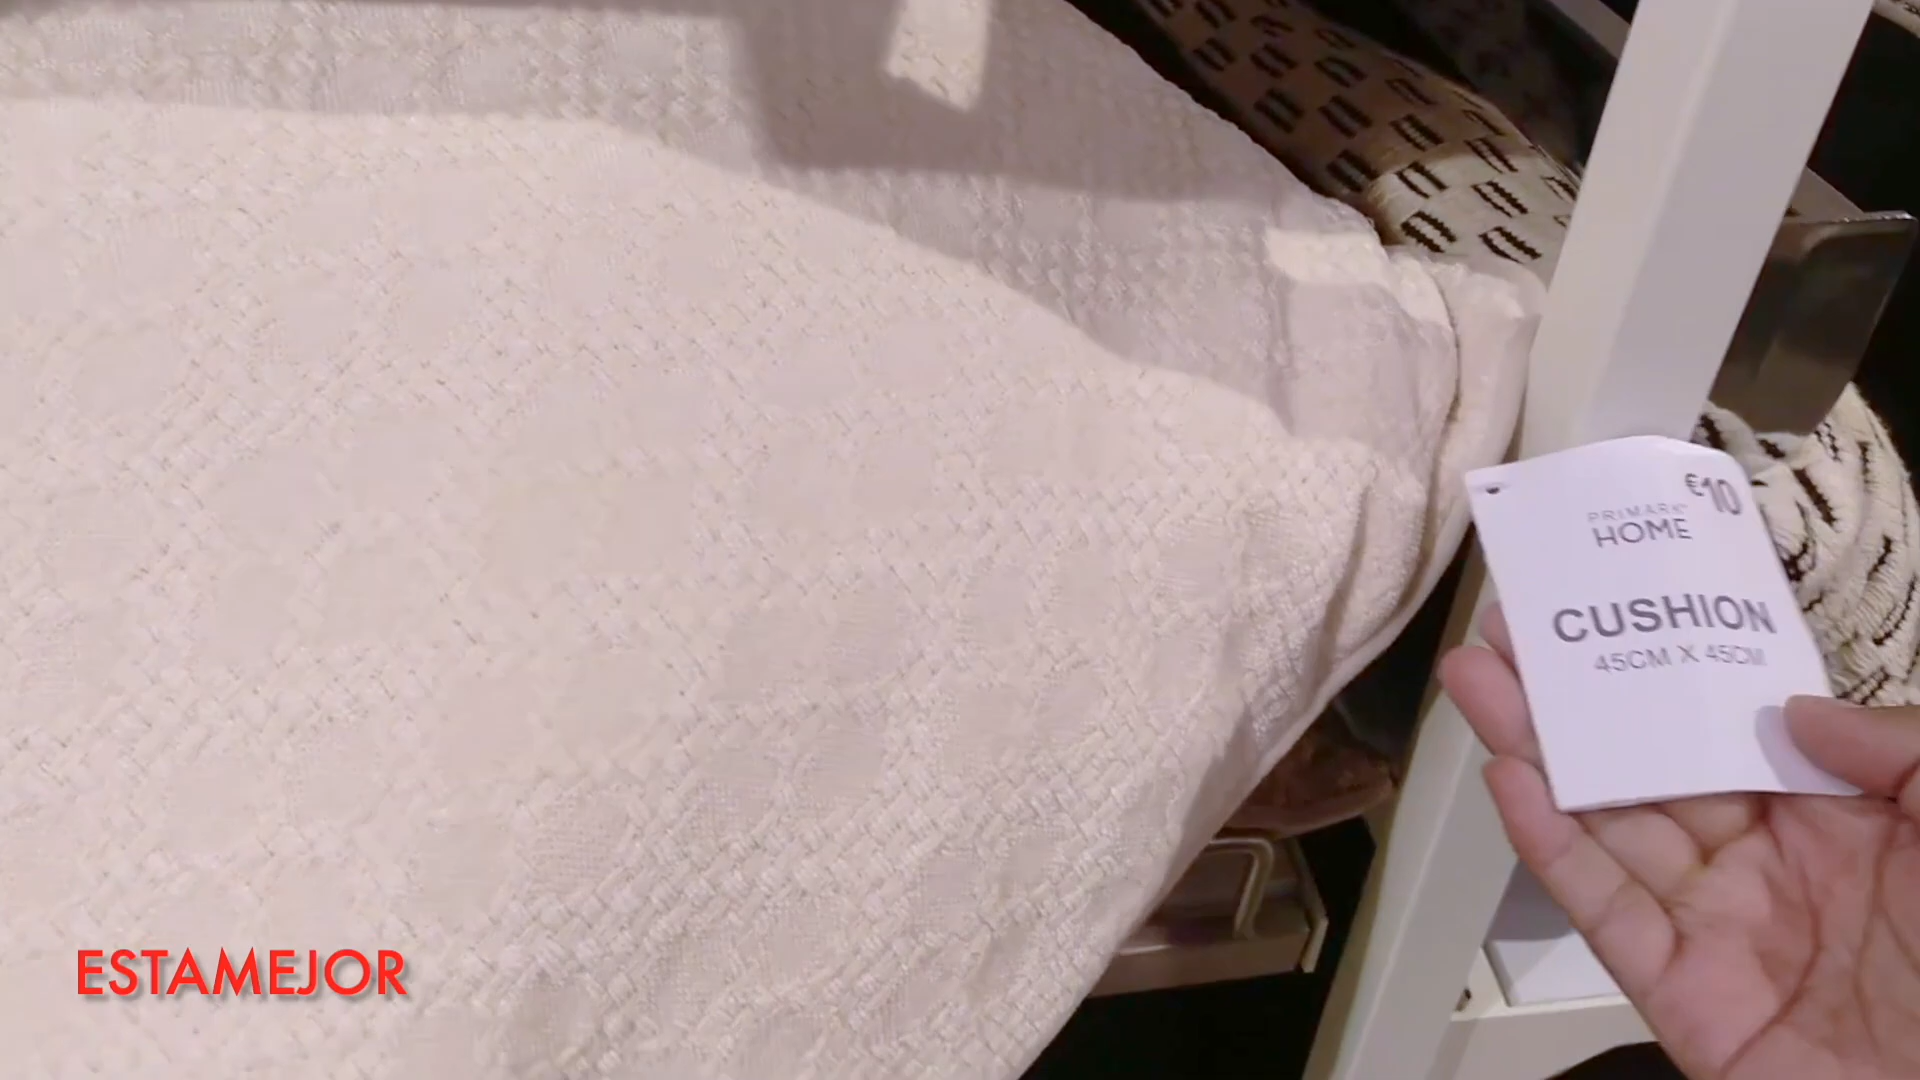 €10
PRIMARK
HOME
CUSHION
45CM X 45CM
ESTAMEJOR